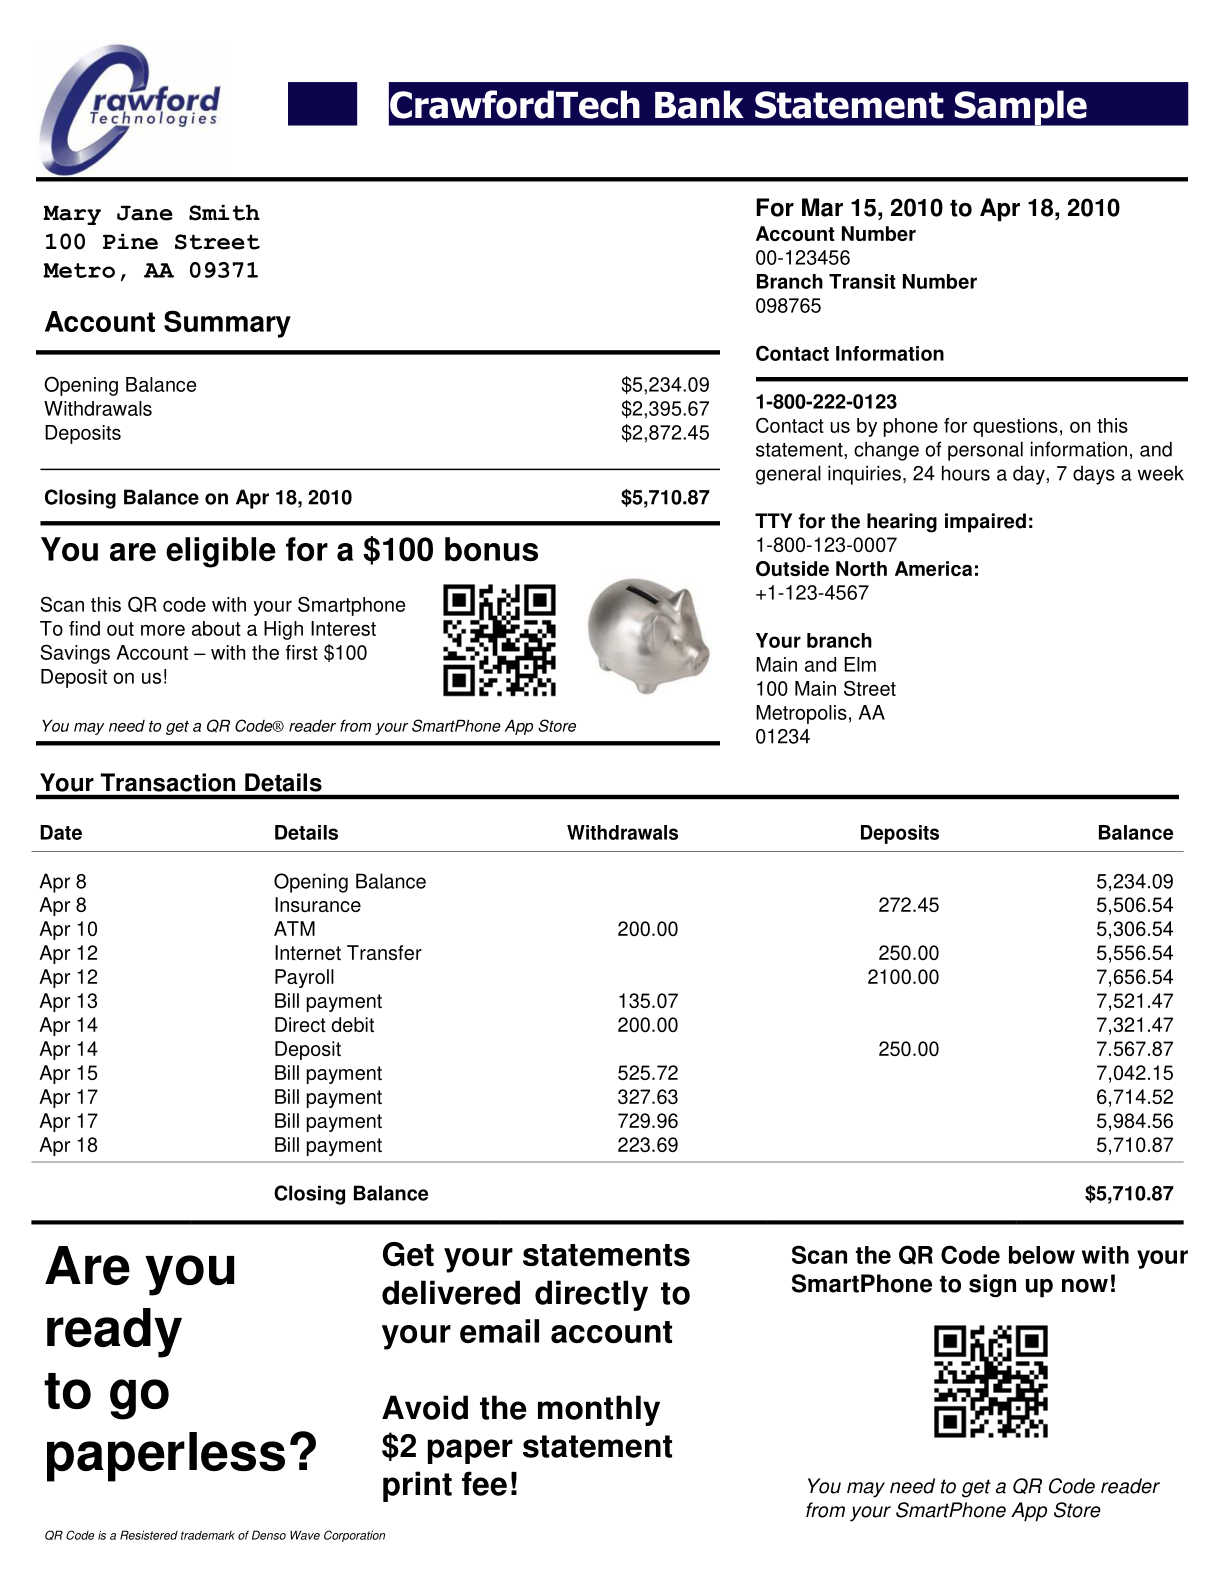 Crawford
Technologies
CrawfordTech Bank Statement Sample
Mary Jane Smith
100 Pine Street
Metro, AA 09371
Account Summary
Opening Balance $5,234.09
Withdrawals $2,395.67
Deposits $2,872.45
Closing Balance on Apr 18, 2010 $5,710.87
You are eligible for a $100 bonus
Scan this QR code with your Smartphone
To find out more about a High Interest
Savings Account – with the first $100
Deposit on us!
You may need to get a QR Code® reader from your SmartPhone App Store
For Mar 15, 2010 to Apr 18, 2010
Account Number
00-123456
Branch Transit Number
098765
Contact Information
1-800-222-0123
Contact us by phone for questions, on this
statement, change of personal information, and
general inquiries, 24 hours a day, 7 days a week
TTY for the hearing impaired:
1-800-123-0007
Outside North America:
+1-123-4567
Your branch
Main and Elm
100 Main Street
Metropolis, AA
01234
Your Transaction Details
Date Details Withdrawals Deposits Balance
Apr 8 Opening Balance 5,234.09
Apr 8 Insurance 272.45 5,506.54
Apr 10 ATM 200.00 5,306.54
Apr 12 Internet Transfer 250.00 5,556.54
Apr 12 Payroll 2100.00 7,656.54
Apr 13 Bill payment 135.07 7,521.47
Apr 14 Direct debit 200.00 7,321.47
Apr 14 Deposit 250.00 7.567.87
Apr 15 Bill payment 525.72 7,042.15
Apr 17 Bill payment 327.63 6,714.52
Apr 17 Bill payment 729.96 5,984.56
Apr 18 Bill payment 223.69 5,710.87
Closing Balance $5,710.87
Are you
ready
to go
paperless?
Get your statements
delivered directly to
your email account
Avoid the monthly
$2 paper statement
print fee!
Scan the QR Code below with your
SmartPhone to sign up now!
You may need to get a QR Code reader
from your SmartPhone App Store
QR Code is a Resistered trademark of Denso Wave Corporation